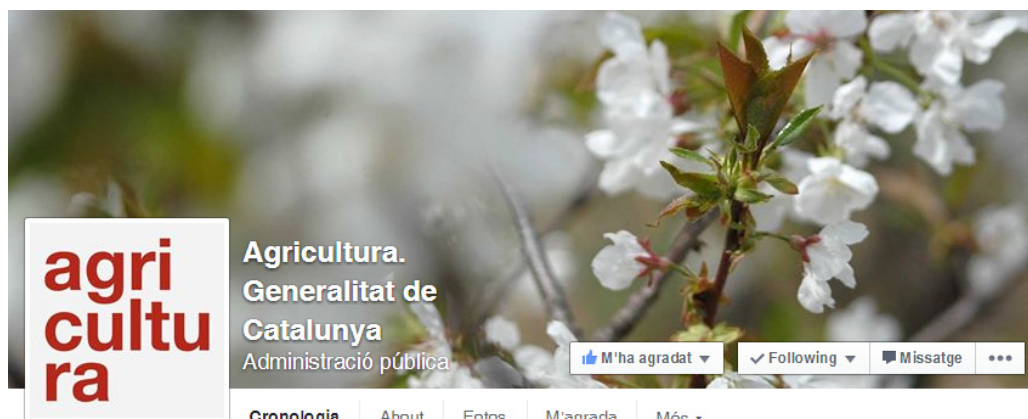 agri
cultu
ra
Agricultura.
Generalitat de
Catalunya
Administració pública
M'ha agradat
Following
Missatge
Cronologia About Fotos M'agrada Més